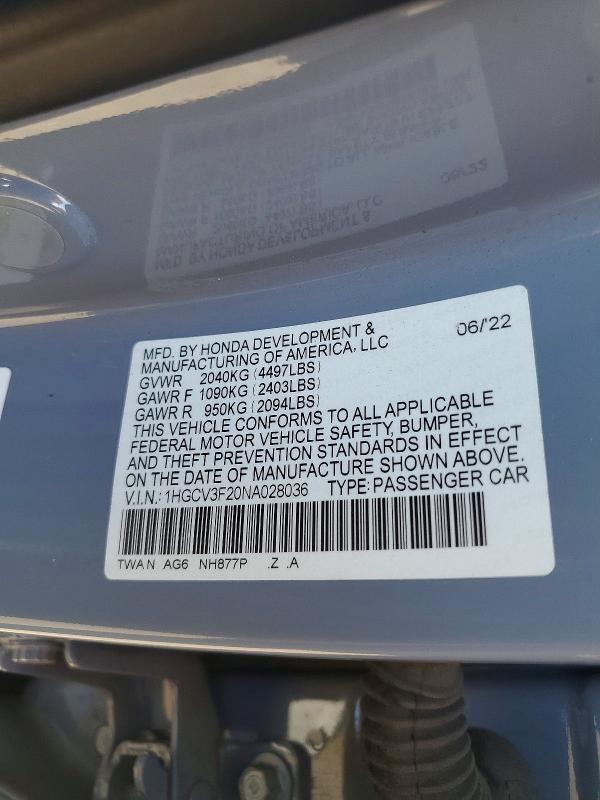 MFD. BY HONDA DEVELOPMENT & 06/'22
MANUFACTURING OF AMERICA, LLC
GVWR 2040KG (4497LBS)
GAWR F 1090KG (2403LBS)
GAWR R 950KG (2094LBS)
THIS VEHICLE CONFORMS TO ALL APPLICABLE
FEDERAL MOTOR VEHICLE SAFETY, BUMPER,
AND THEFT PREVENTION STANDARDS IN EFFECT
ON THE DATE OF MANUFACTURE SHOWN ABOVE.
V.I.N.: 1HGCV3F20NA028036 TYPE: PASSENGER CAR
TWA N AG6 NH877P .Z .A